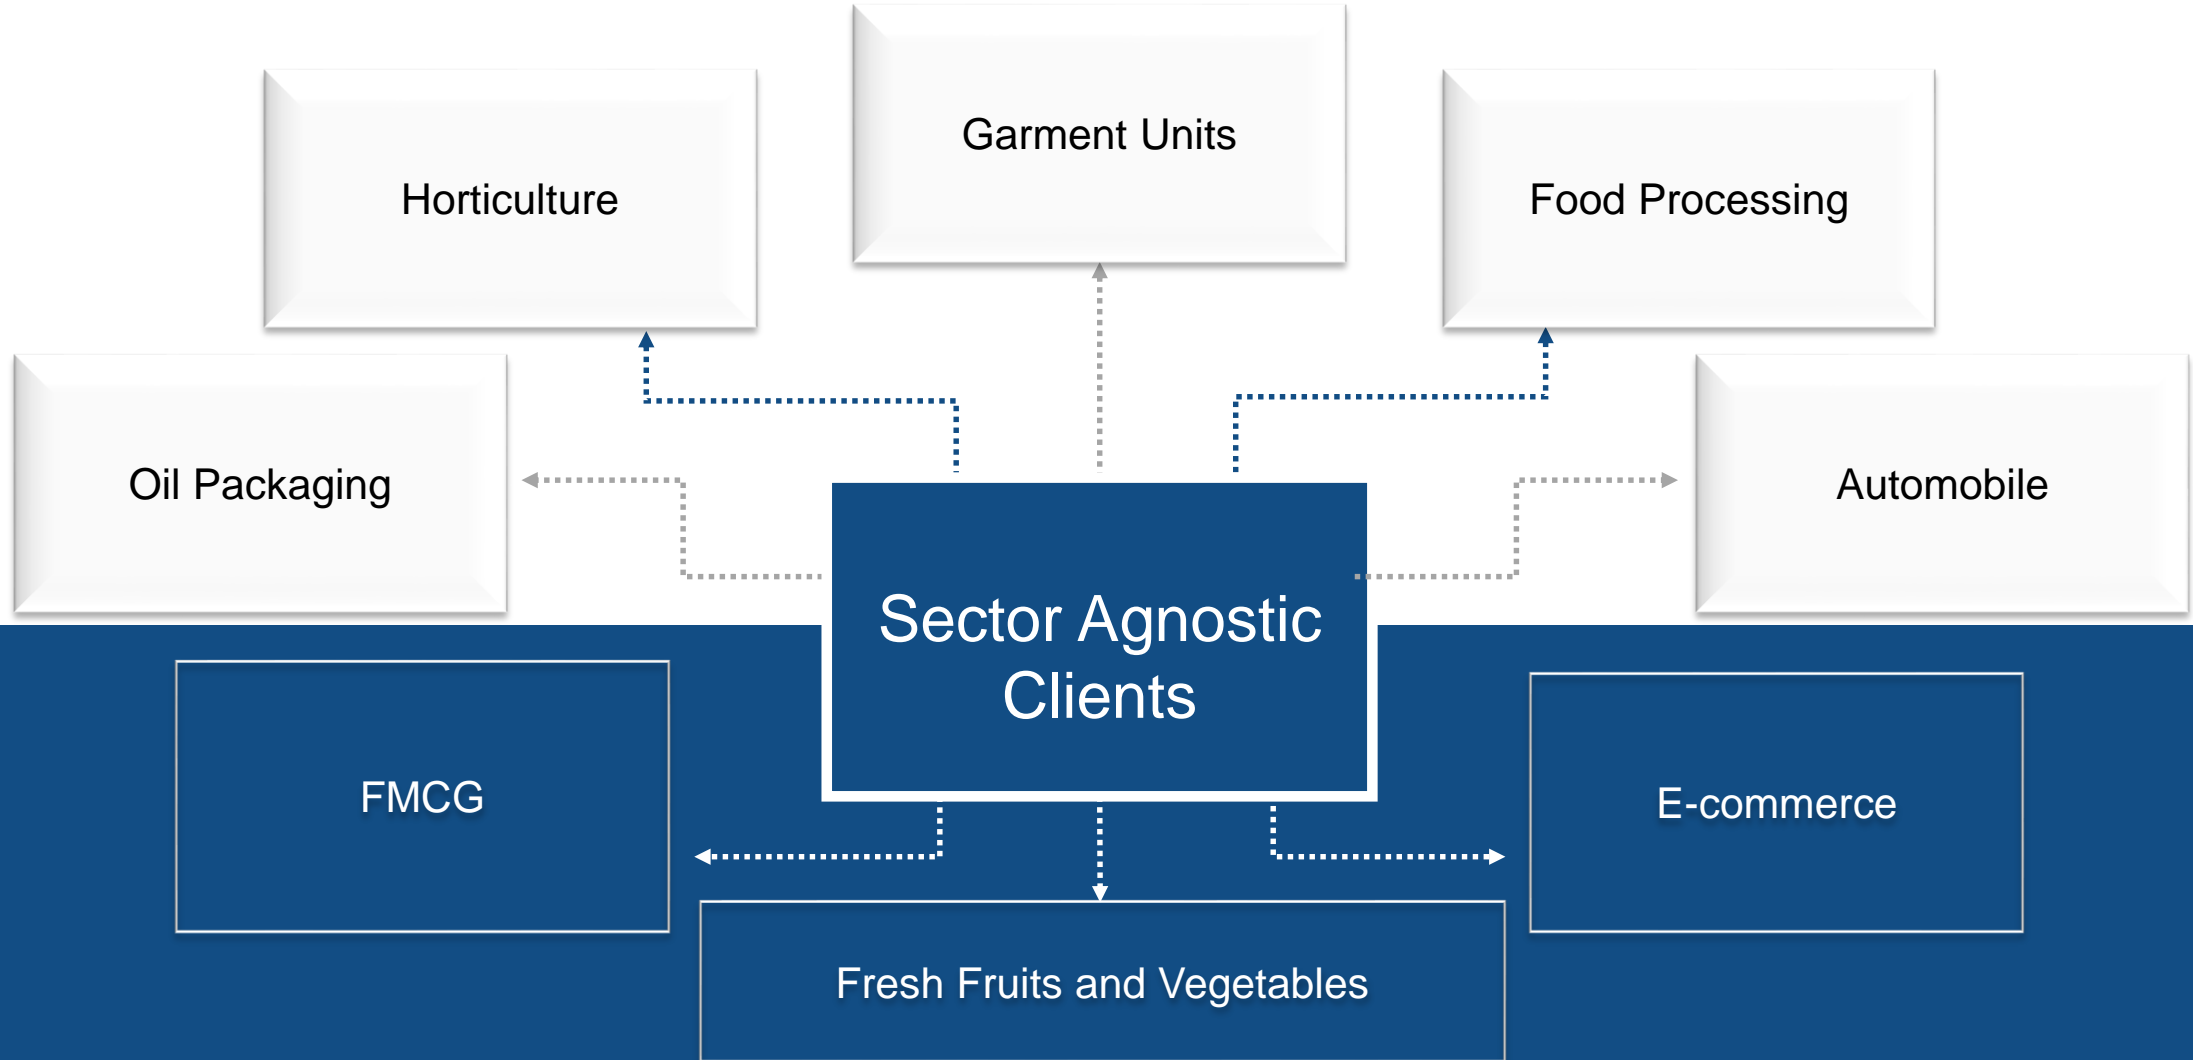 Garment Units
Horticulture
Food Processing
Oil Packaging
Automobile
Sector Agnostic
Clients
FMCG
E-commerce
Fresh Fruits and Vegetables